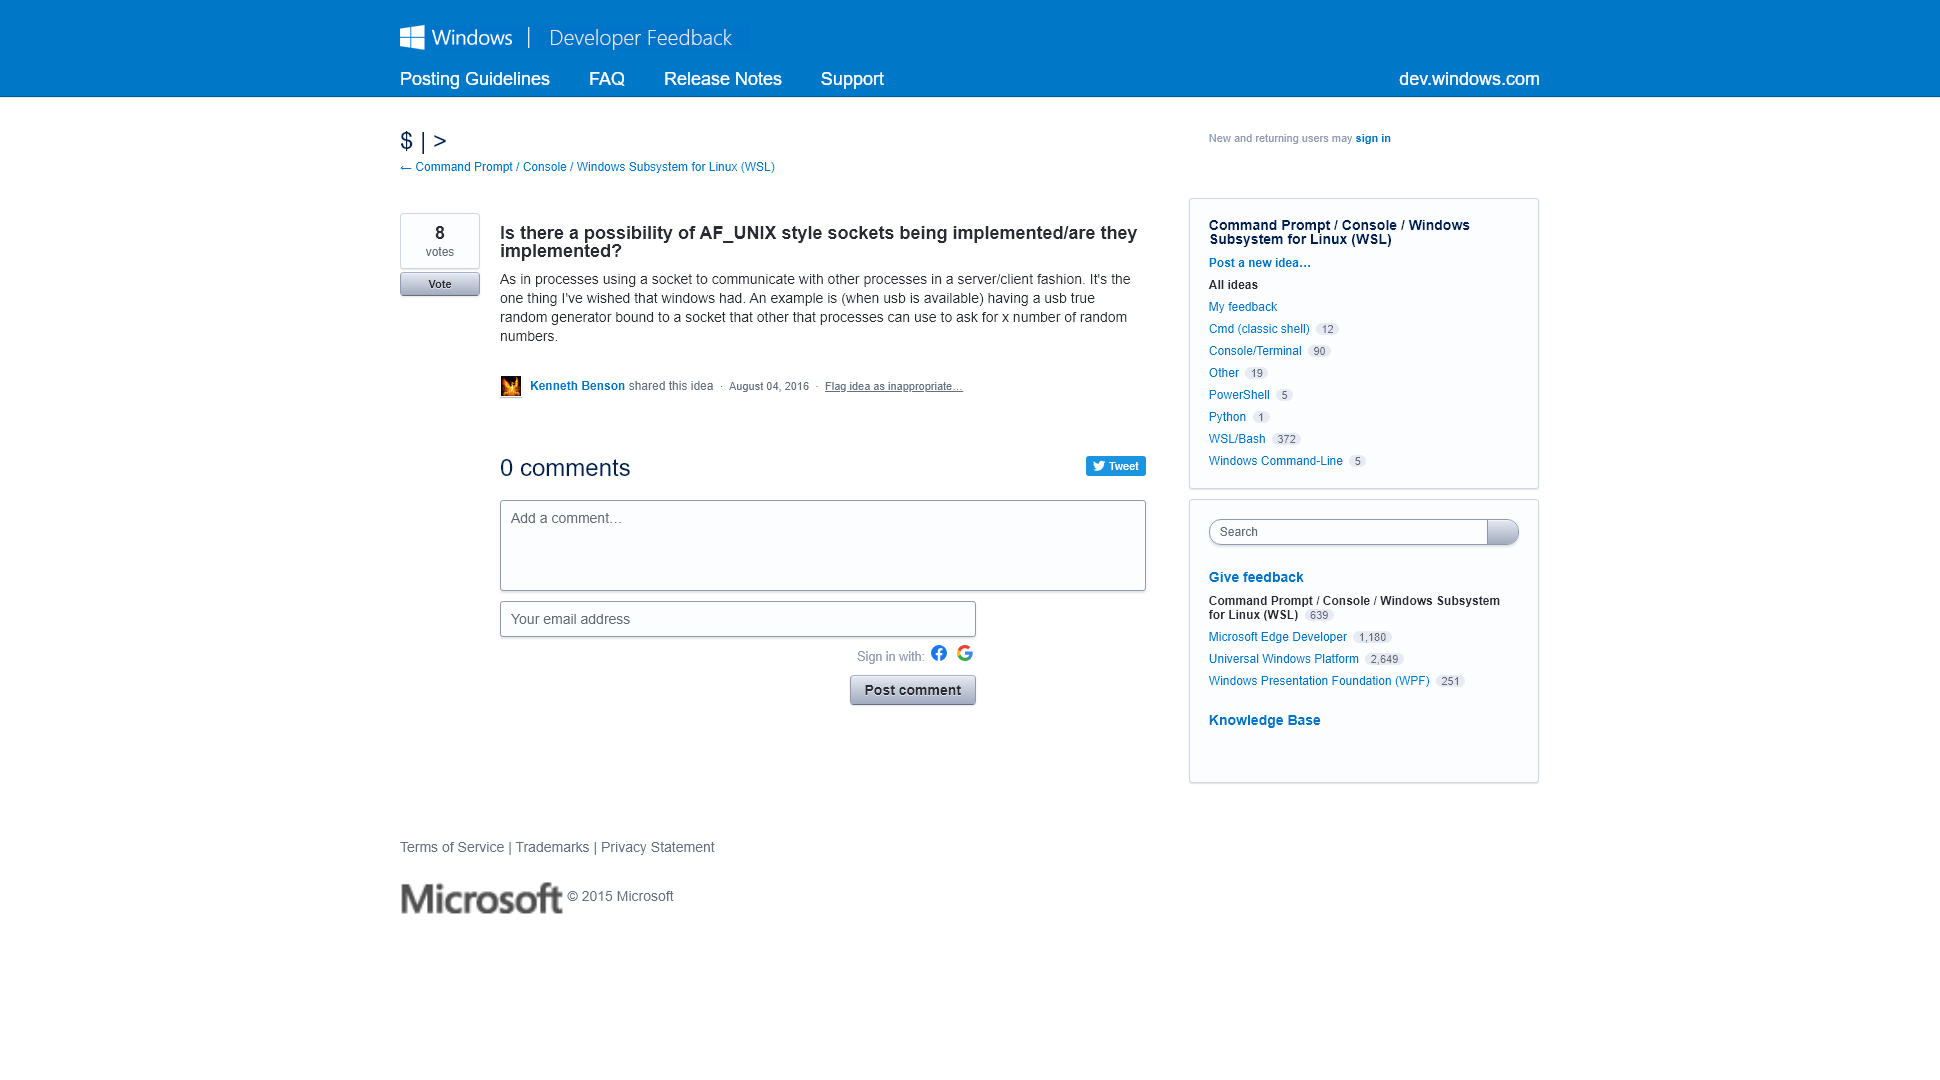 Windows | Developer Feedback
Posting Guidelines FAQ Release Notes Support dev.windows.com
$ | >
← Command Prompt / Console / Windows Subsystem for Linux (WSL)
New and returning users may sign in
8
votes
Vote
Is there a possibility of AF_UNIX style sockets being implemented/are they
implemented?
As in processes using a socket to communicate with other processes in a server/client fashion. It's the
one thing I've wished that windows had. An example is (when usb is available) having a usb true
random generator bound to a socket that other that processes can use to ask for x number of random
numbers.
Kenneth Benson shared this idea · August 04, 2016 · Flag idea as inappropriate…
0 comments
Tweet
Add a comment…
Your email address
Sign in with:
Post comment
Command Prompt / Console / Windows
Subsystem for Linux (WSL)
Post a new idea…
All ideas
My feedback
Cmd (classic shell) 12
Console/Terminal 90
Other 19
PowerShell 5
Python 1
WSL/Bash 372
Windows Command-Line 5
Search
Give feedback
Command Prompt / Console / Windows Subsystem
for Linux (WSL) 639
Microsoft Edge Developer 1,180
Universal Windows Platform 2,649
Windows Presentation Foundation (WPF) 251
Knowledge Base
Terms of Service | Trademarks | Privacy Statement
Microsoft © 2015 Microsoft